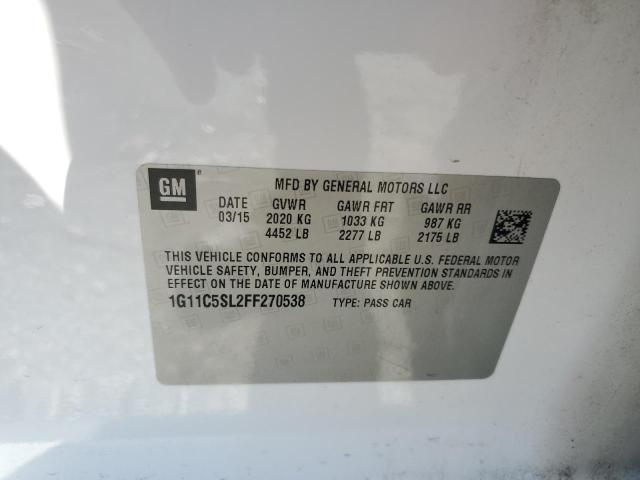 GM
MFD BY GENERAL MOTORS LLC
DATE GVWR GAWR FRT GAWR RR
03/15 2020 KG 1033 KG 987 KG
4452 LB 2277 LB 2175 LB
THIS VEHICLE CONFORMS TO ALL APPLICABLE U.S. FEDERAL MOTOR
VEHICLE SAFETY, BUMPER, AND THEFT PREVENTION STANDARDS
IN EFFECT ON THE DATE OF MANUFACTURE SHOWN ABOVE.
1G11C5SL2FF270538 TYPE: PASS CAR